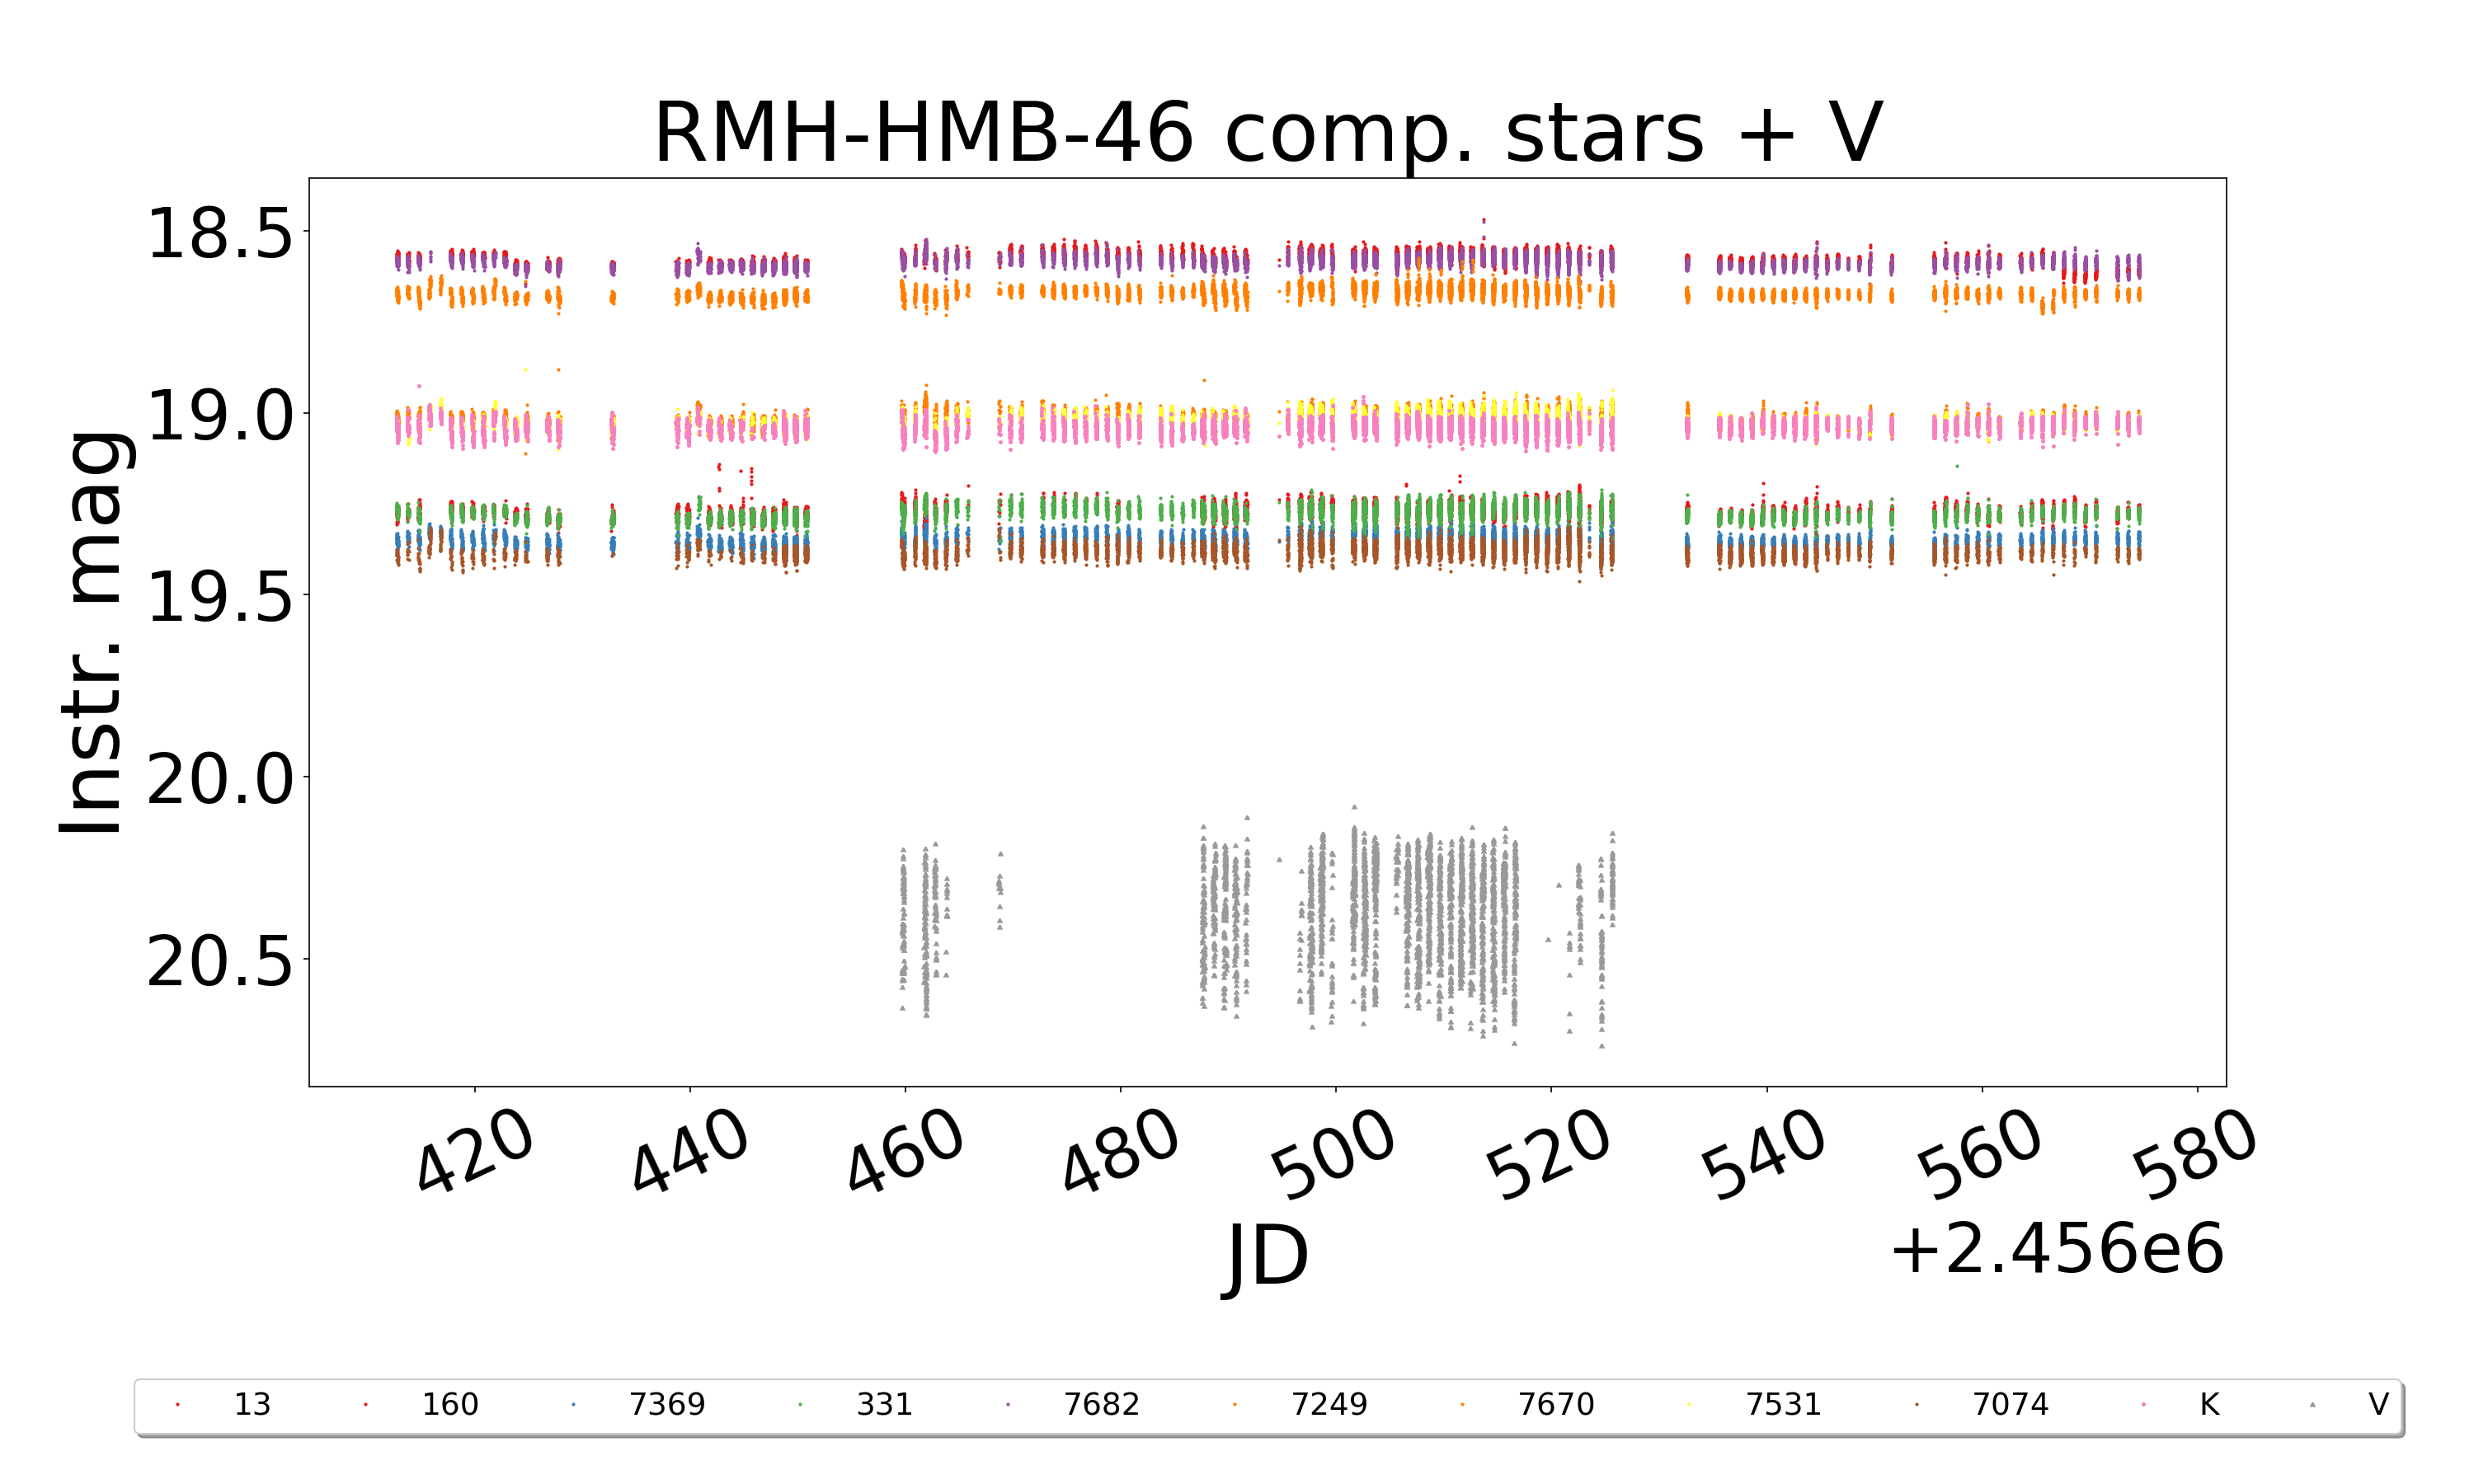 RMH-HMB-46 comp. stars + V
Instr. mag
18.5
19.0
19.5
20.0
20.5
420 440 460 480 500 520 540 560 580
JD
+2.456e6
13 160 7369 331 7682 7249 7670 7531 7074 K V